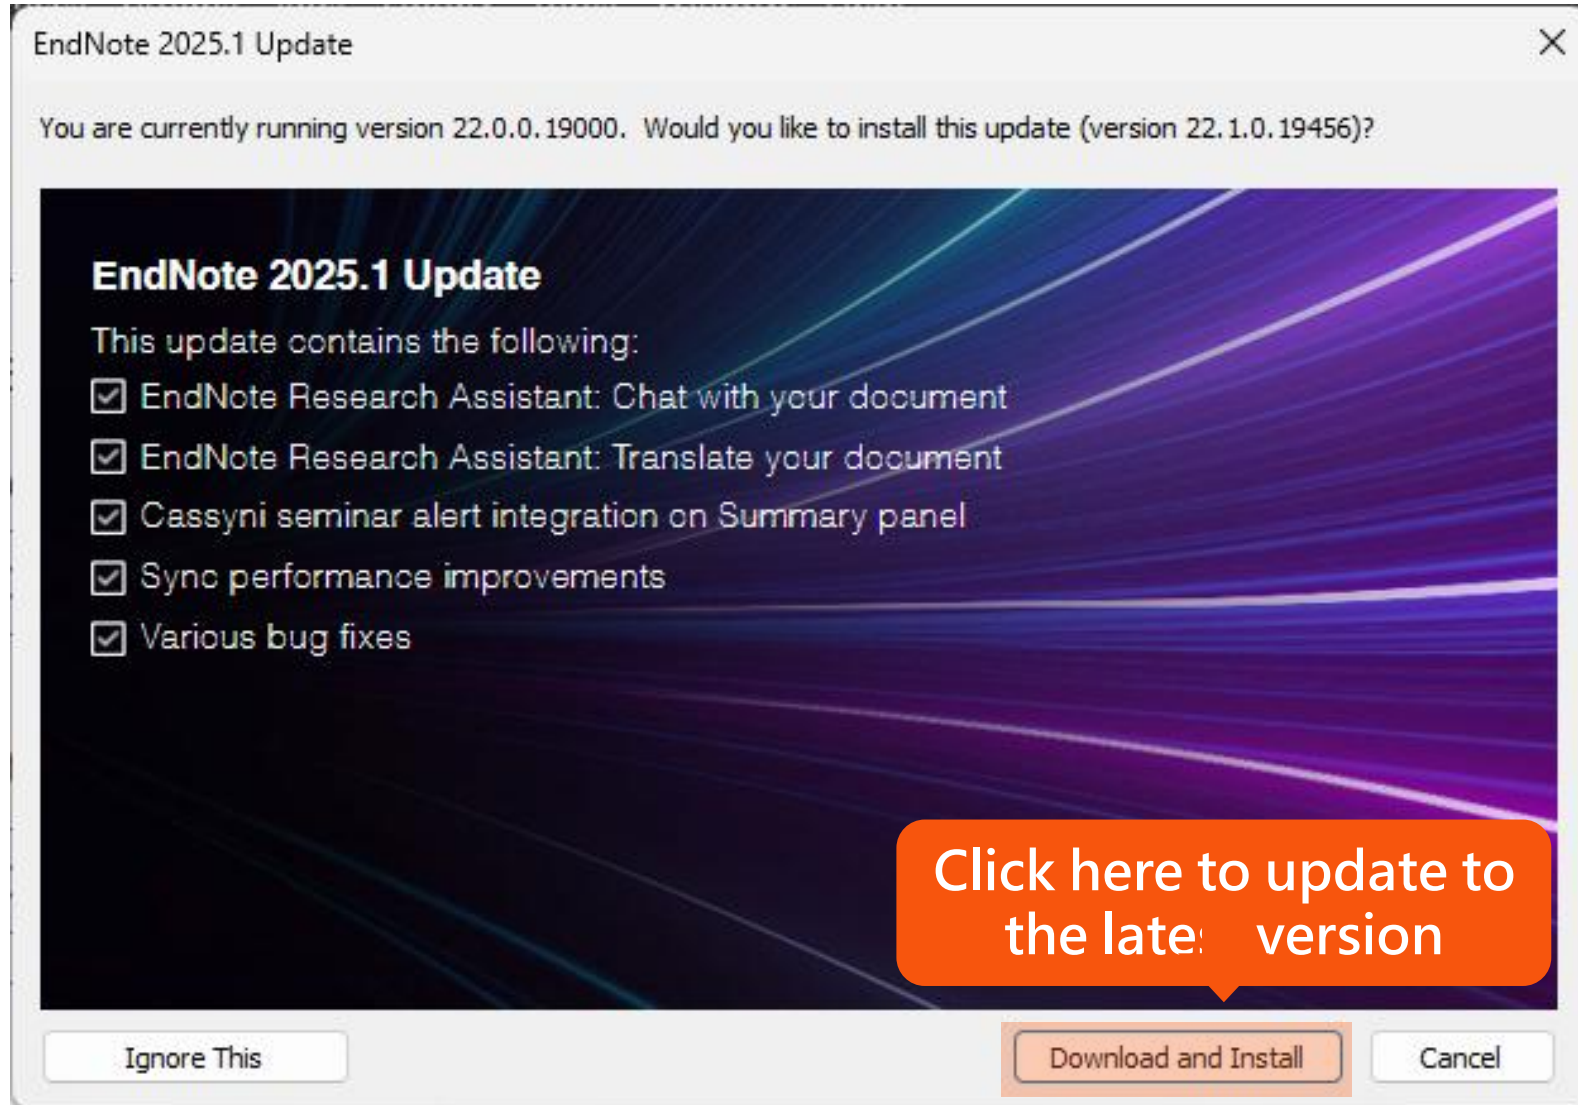 EndNote 2025.1 Update
You are currently running version 22.0.0.19000. Would you like to install this update (version 22.1.0.19456)?
EndNote 2025.1 Update
This update contains the following:
EndNote Research Assistant: Chat with your document
EndNote Research Assistant: Translate your document
Cassyni seminar alert integration on Summary panel
Sync performance improvements
Various bug fixes
Click here to update to
the version
Ignore This
Download and Install
Cancel